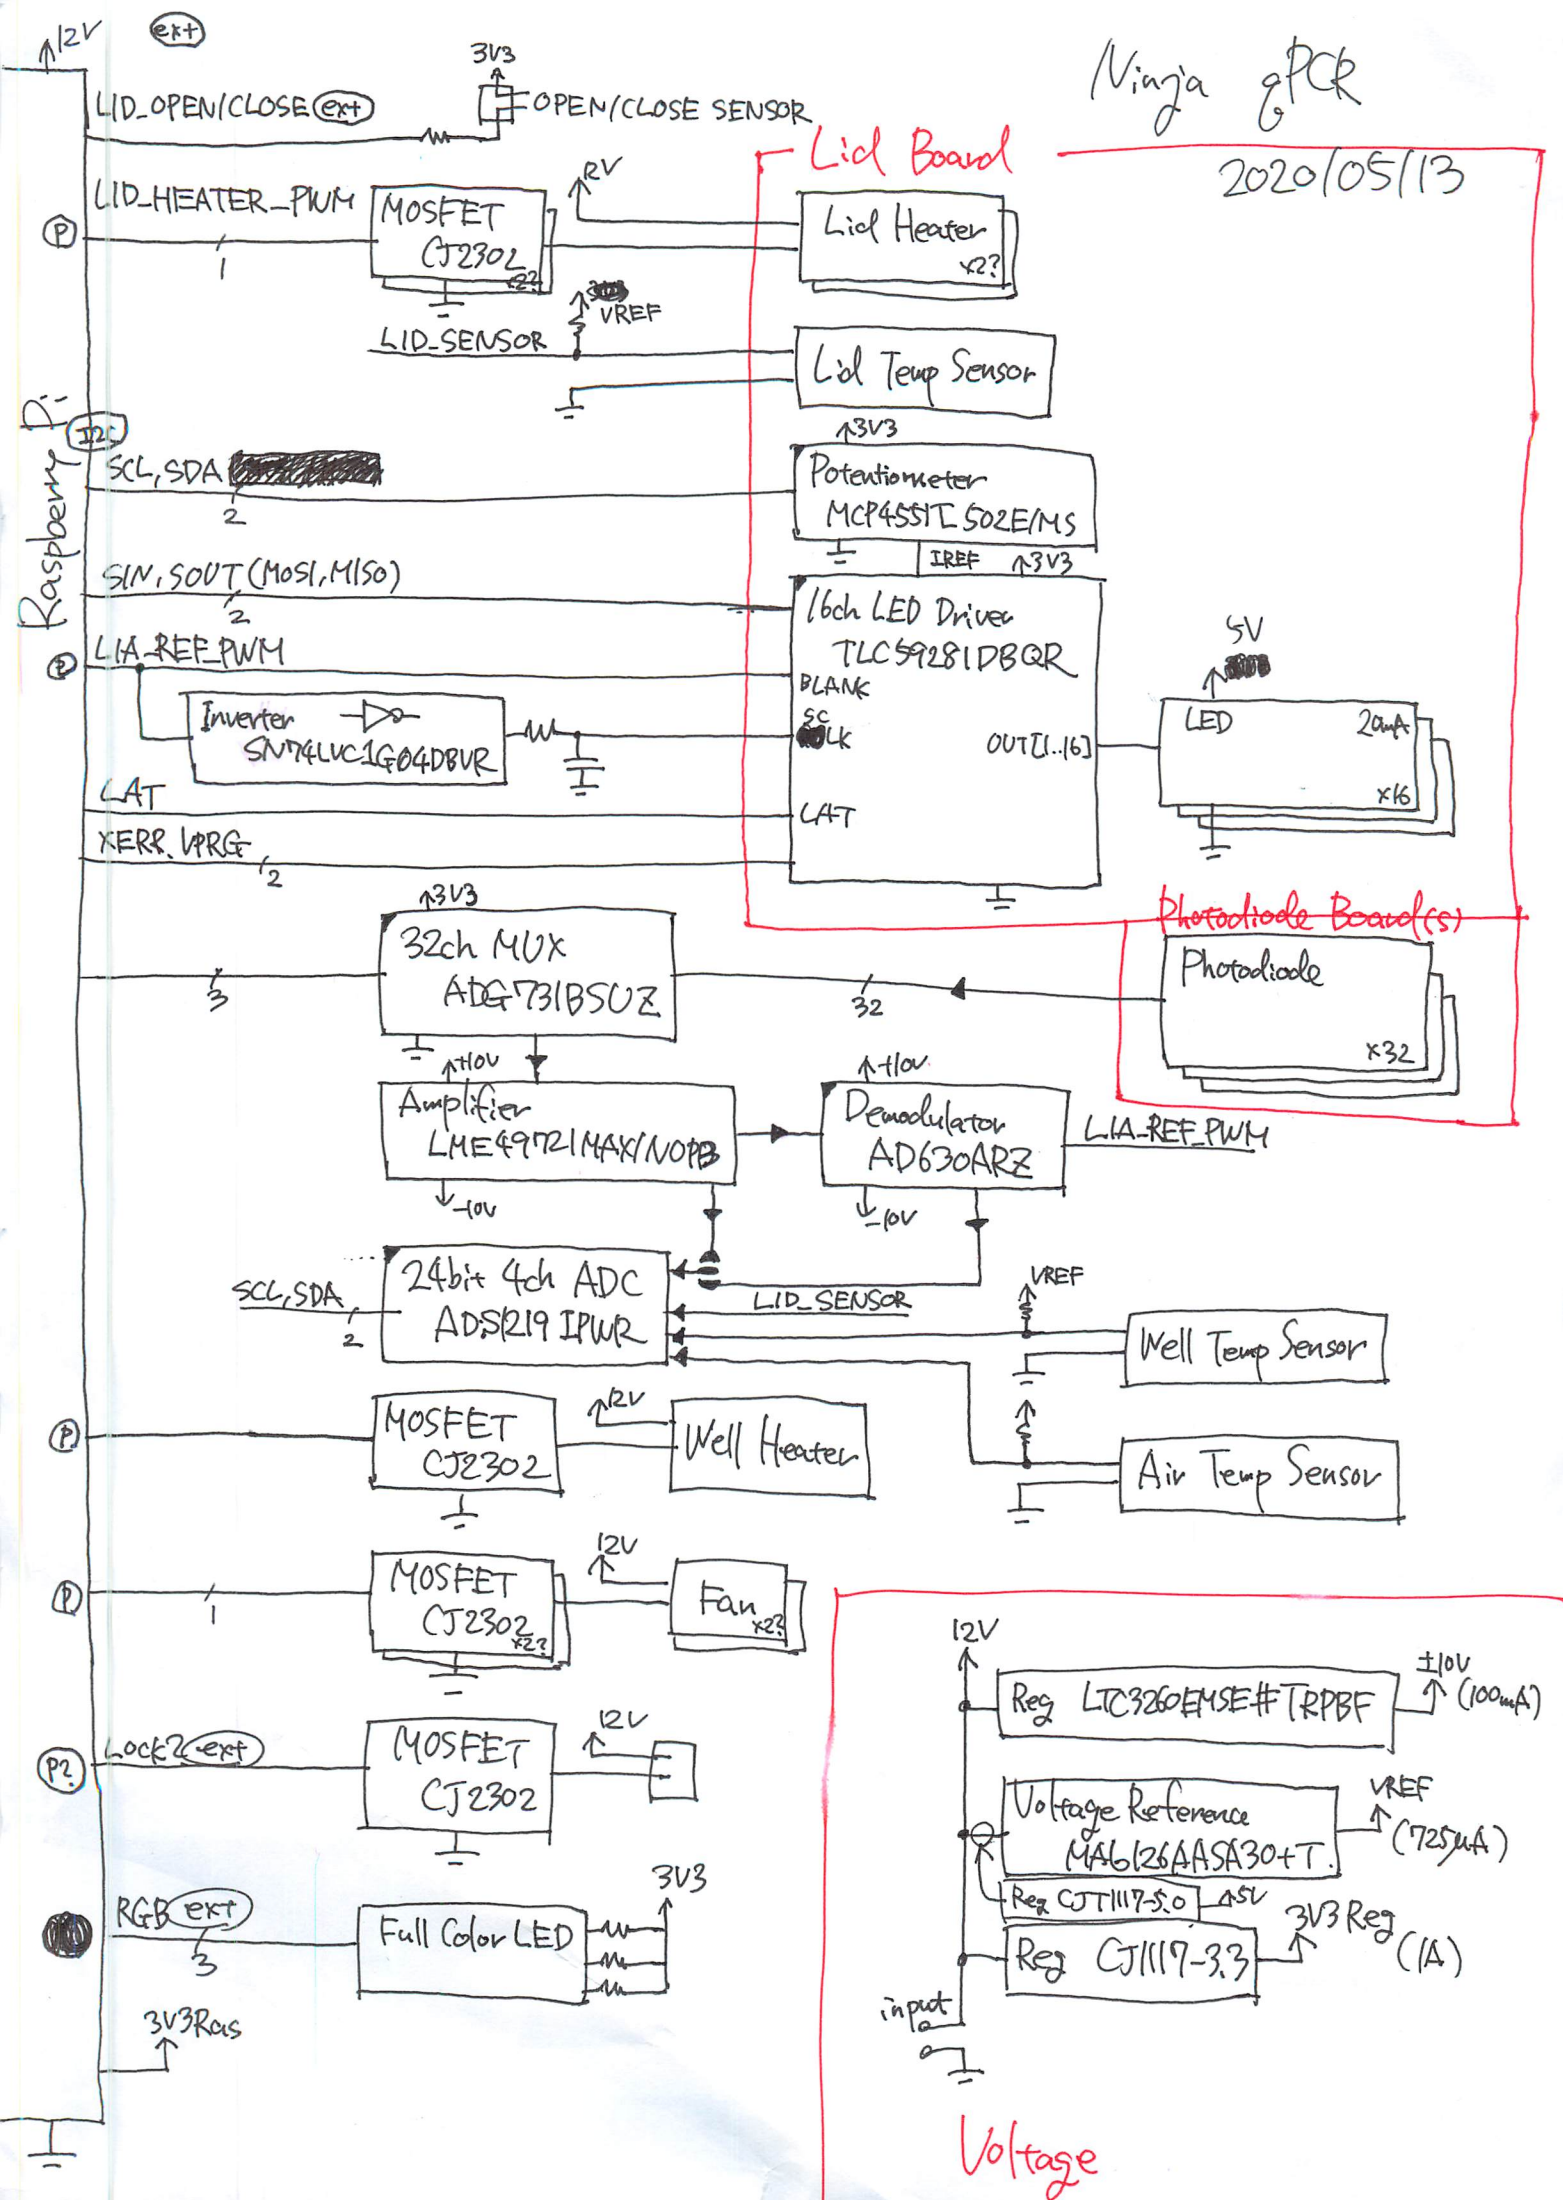 12V
ext
3V3
LID_OPEN/CLOSE ext
OPEN/CLOSE SENSOR
Ninja qPCR
2020/05/13
Lid Board
LID_HEATER_PWM
P
1
MOSFET
CJ2302
x2?
12V
Lid Heater
x2?
VREF
LID_SENSOR
Lid Temp Sensor
Raspberry Pi
I2C
SCL, SDA
2
3V3
Potentiometer
MCP4551T 502E/MS
IREF
3V3
SIN, SOUT (MOSI, MISO)
2
16ch LED Driver
TLC59281DBQR
P
LIA_REF_PWM
BLANK
Inverter
SN74LVC1G04DBVR
SC
LK
OUT[1..16]
5V
LED
20mA
x16
LAT
LAT
XERR, VPRG
2
3V3
32ch MUX
ADG731BSUZ
3
32
Photodiode Board(s)
Photodiode
x32
+10V
Amplifier
LME49721MAX/NOPB
-10V
+10V
Demodulator
AD630ARZ
-10V
LIA_REF_PWM
SCL, SDA
2
24bit 4ch ADC
ADS1219 IPWR
LID_SENSOR
VREF
Well Temp Sensor
P
MOSFET
CJ2302
12V
Well Heater
Air Temp Sensor
P
1
MOSFET
CJ2302
x2?
12V
Fan
x2?
P?
Lock? ext
MOSFET
CJ2302
12V
RGB ext
3
Full Color LED
3V3
3V3Ras
12V
Reg LTC3260EMSE#TRPBF
±10V
(100mA)
Voltage Reference
MA6126AASA30+T
VREF
(725μA)
Reg CJT1117-5.0
5V
Reg CJ1117-3.3
3V3 Reg
(1A)
input
Voltage